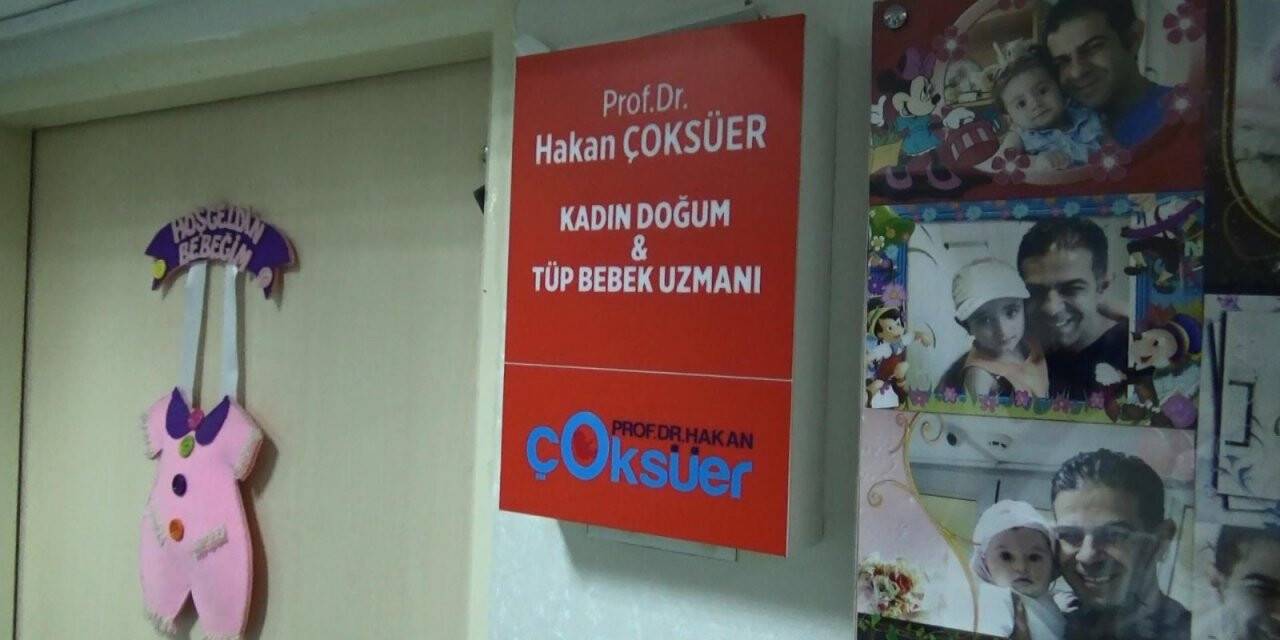 HOŞGELDİN
BEBEĞİM
Prof.Dr.
Hakan ÇOKSÜER
KADIN DOĞUM
&
TÜP BEBEK UZMANI
PROF.DR.HAKAN
çOksüer